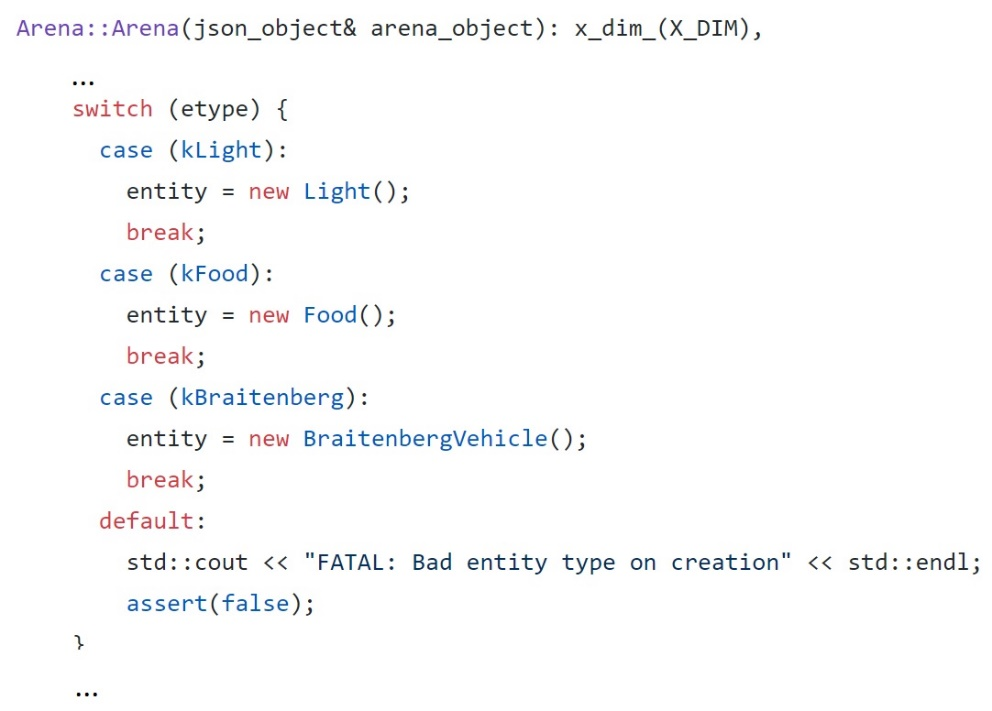 Arena::Arena(json_object& arena_object): x_dim_(X_DIM),
...
switch (etype) {
case (kLight):
entity = new Light();
break;
case (kFood):
entity = new Food();
break;
case (kBraitenberg):
entity = new BraitenbergVehicle();
break;
default:
std::cout << "FATAL: Bad entity type on creation" << std::endl;
assert(false);
}
...